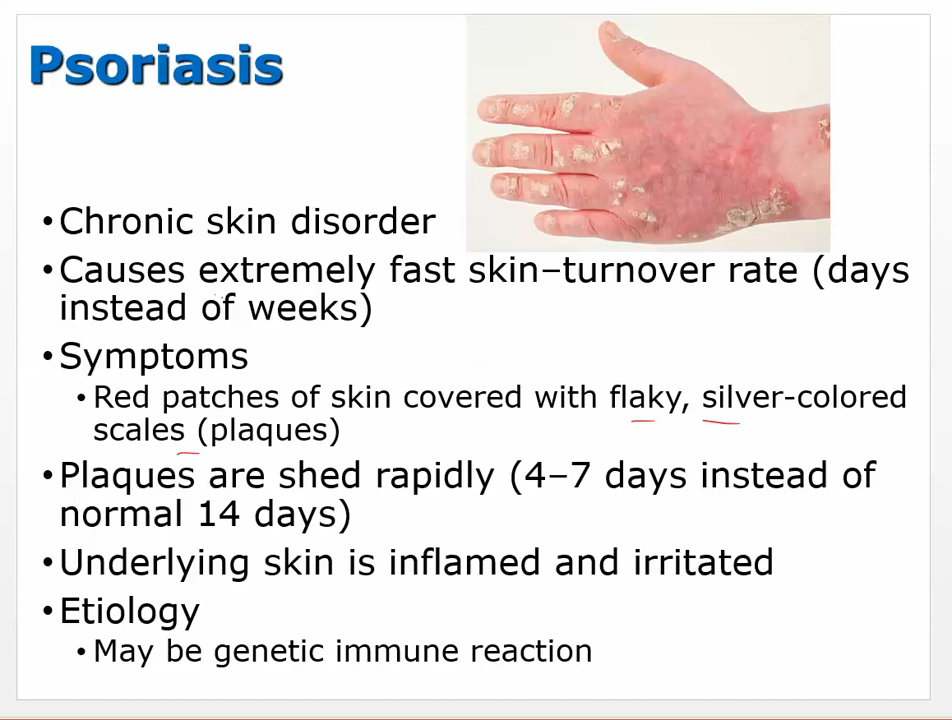 Psoriasis
• Chronic skin disorder
• Causes extremely fast skin–turnover rate (days
instead of weeks)
• Symptoms
• Red patches of skin covered with flaky, silver-colored
scales (plaques)
• Plaques are shed rapidly (4–7 days instead of
normal 14 days)
• Underlying skin is inflamed and irritated
• Etiology
• May be genetic immune reaction